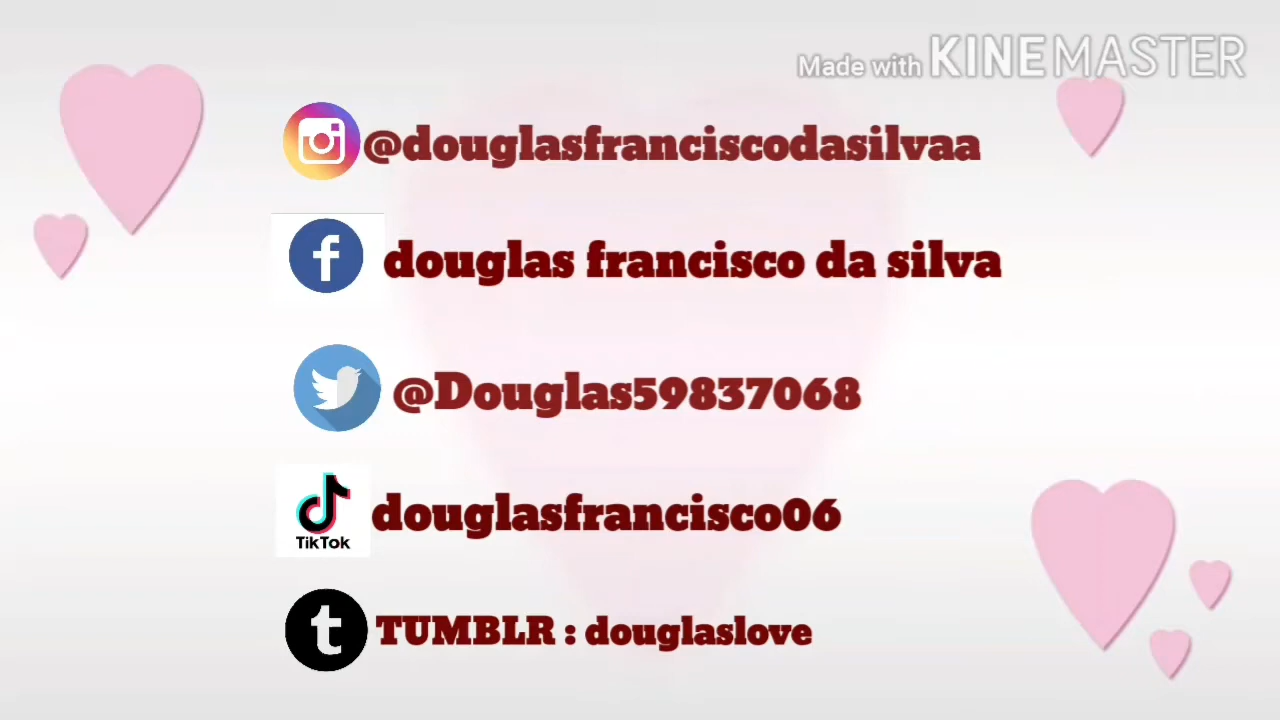 Made with KINEMASTER
@douglasfranciscodasilvaa
douglas francisco da silva
@Douglas59837068
TikTok douglasfrancisco06
TUMBLR : douglaslove